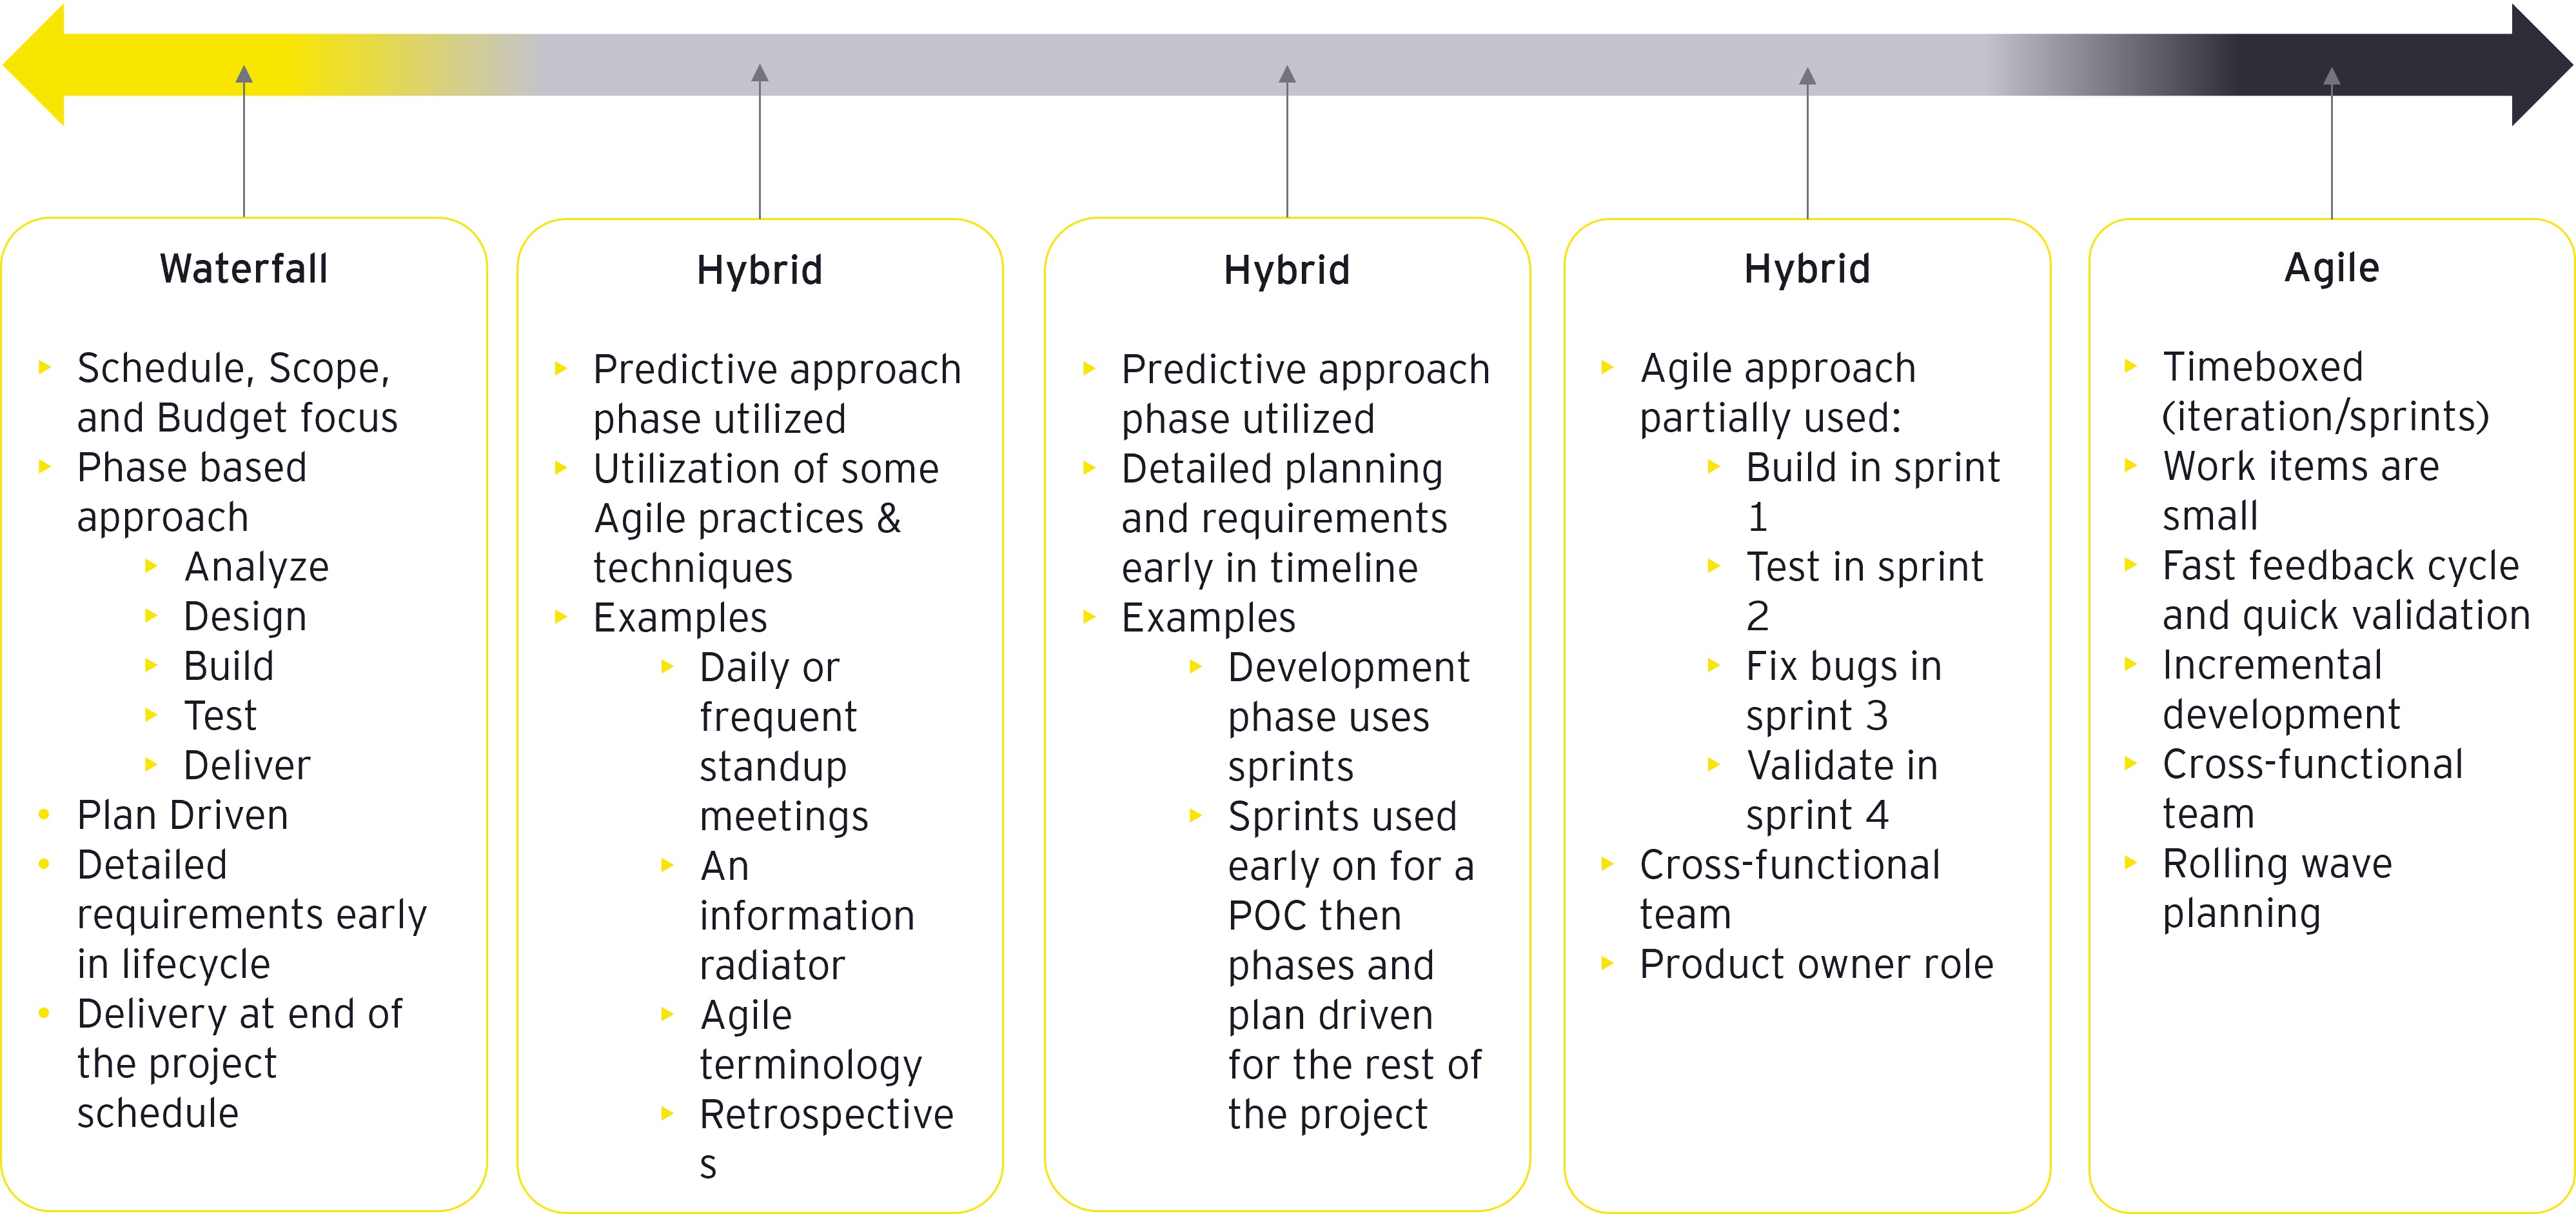 Waterfall
Schedule, Scope,
and Budget focus
Phase based
approach
Analyze
Design
Build
Test
Deliver
Plan Driven
Detailed
requirements early
in lifecycle
Delivery at end of
the project
schedule
Hybrid
Predictive approach
phase utilized
Utilization of some
Agile practices &
techniques
Examples
Daily or
frequent
standup
meetings
An
information
radiator
Agile
terminology
Retrospective
s
Hybrid
Predictive approach
phase utilized
Detailed planning
and requirements
early in timeline
Examples
Development
phase uses
sprints
Sprints used
early on for a
POC then
phases and
plan driven
for the rest of
the project
Hybrid
Agile approach
partially used:
Build in sprint
1
Test in sprint
2
Fix bugs in
sprint 3
Validate in
sprint 4
Cross-functional
team
Product owner role
Agile
Timeboxed
(iteration/sprints)
Work items are
small
Fast feedback cycle
and quick validation
Incremental
development
Cross-functional
team
Rolling wave
planning